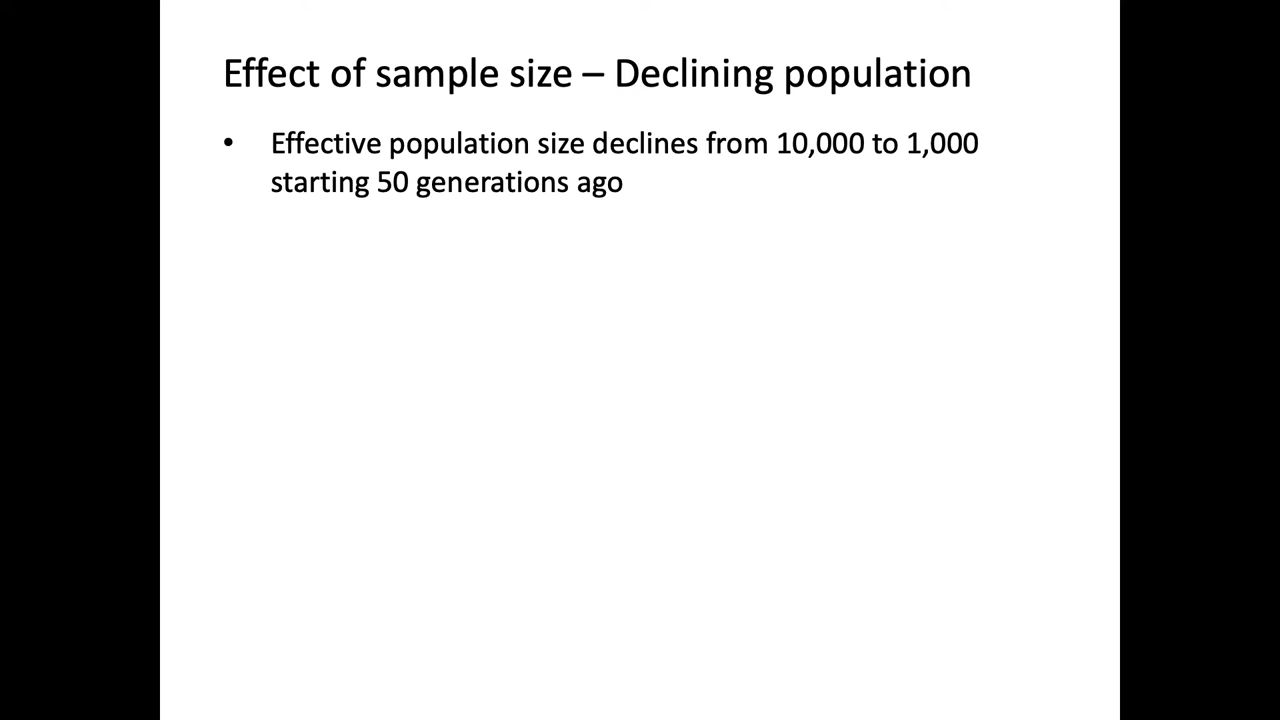 Effect of sample size – Declining population
• Effective population size declines from 10,000 to 1,000
starting 50 generations ago